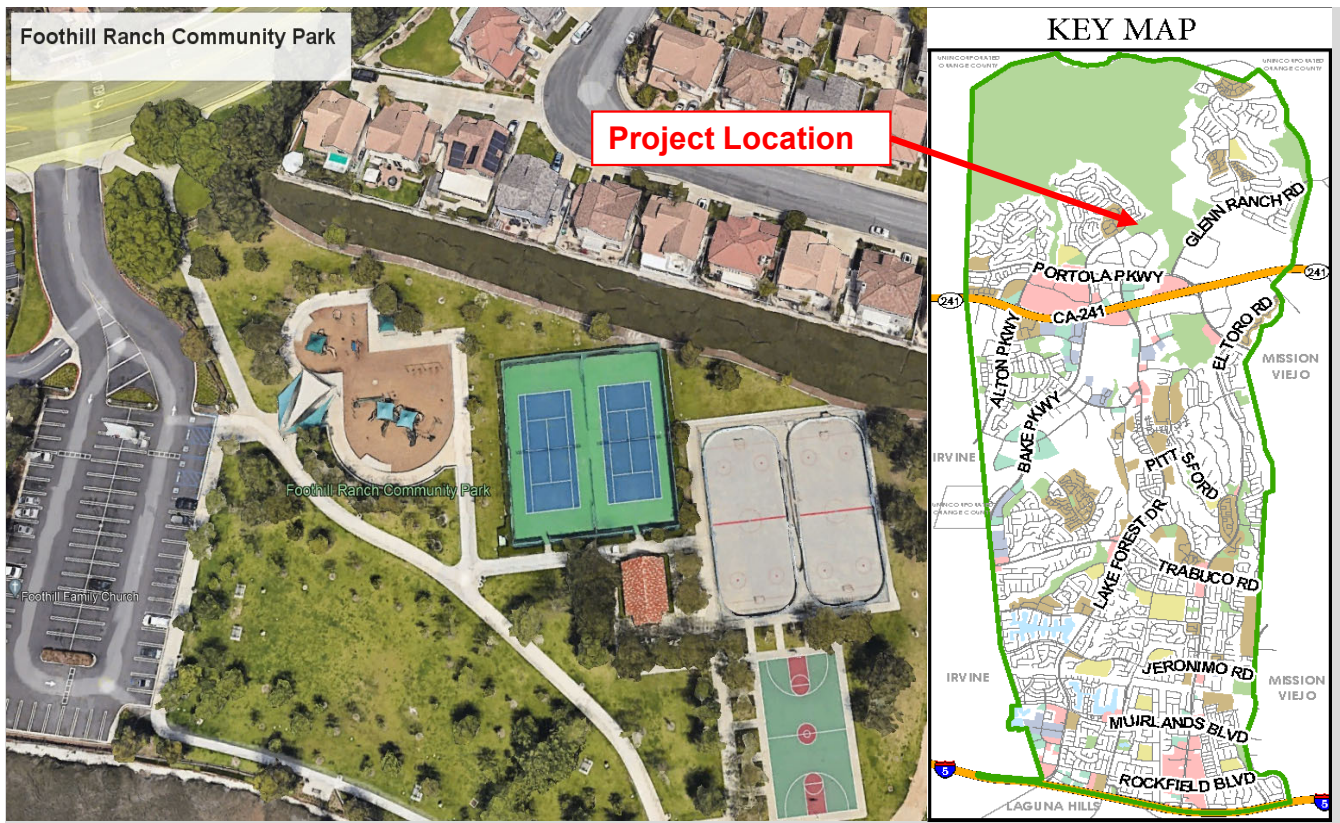 Foothill Ranch Community Park
Project Location
Foothill Ranch Community Park
Foothill Family Church
KEY MAP
UNINCORPORATED
ORANGE COUNTY
UNINCORPORATED
ORANGE COUNTY
GLENN RANCH RD
PORTOLA PKWY
241
241
CA-241
EL TORO RD
ALTON PKWY
MISSION
VIEJO
BAKE PKWY
IRVINE
PITTSFORD
UNINCORPORATED
ORANGE COUNTY
LAKE FOREST DR
TRABUCO RD
JERONIMO RD
IRVINE
MISSION
VIEJO
MUIRLANDS BLVD
5
ROCKFIELD BLVD
LAGUNA HILLS
5